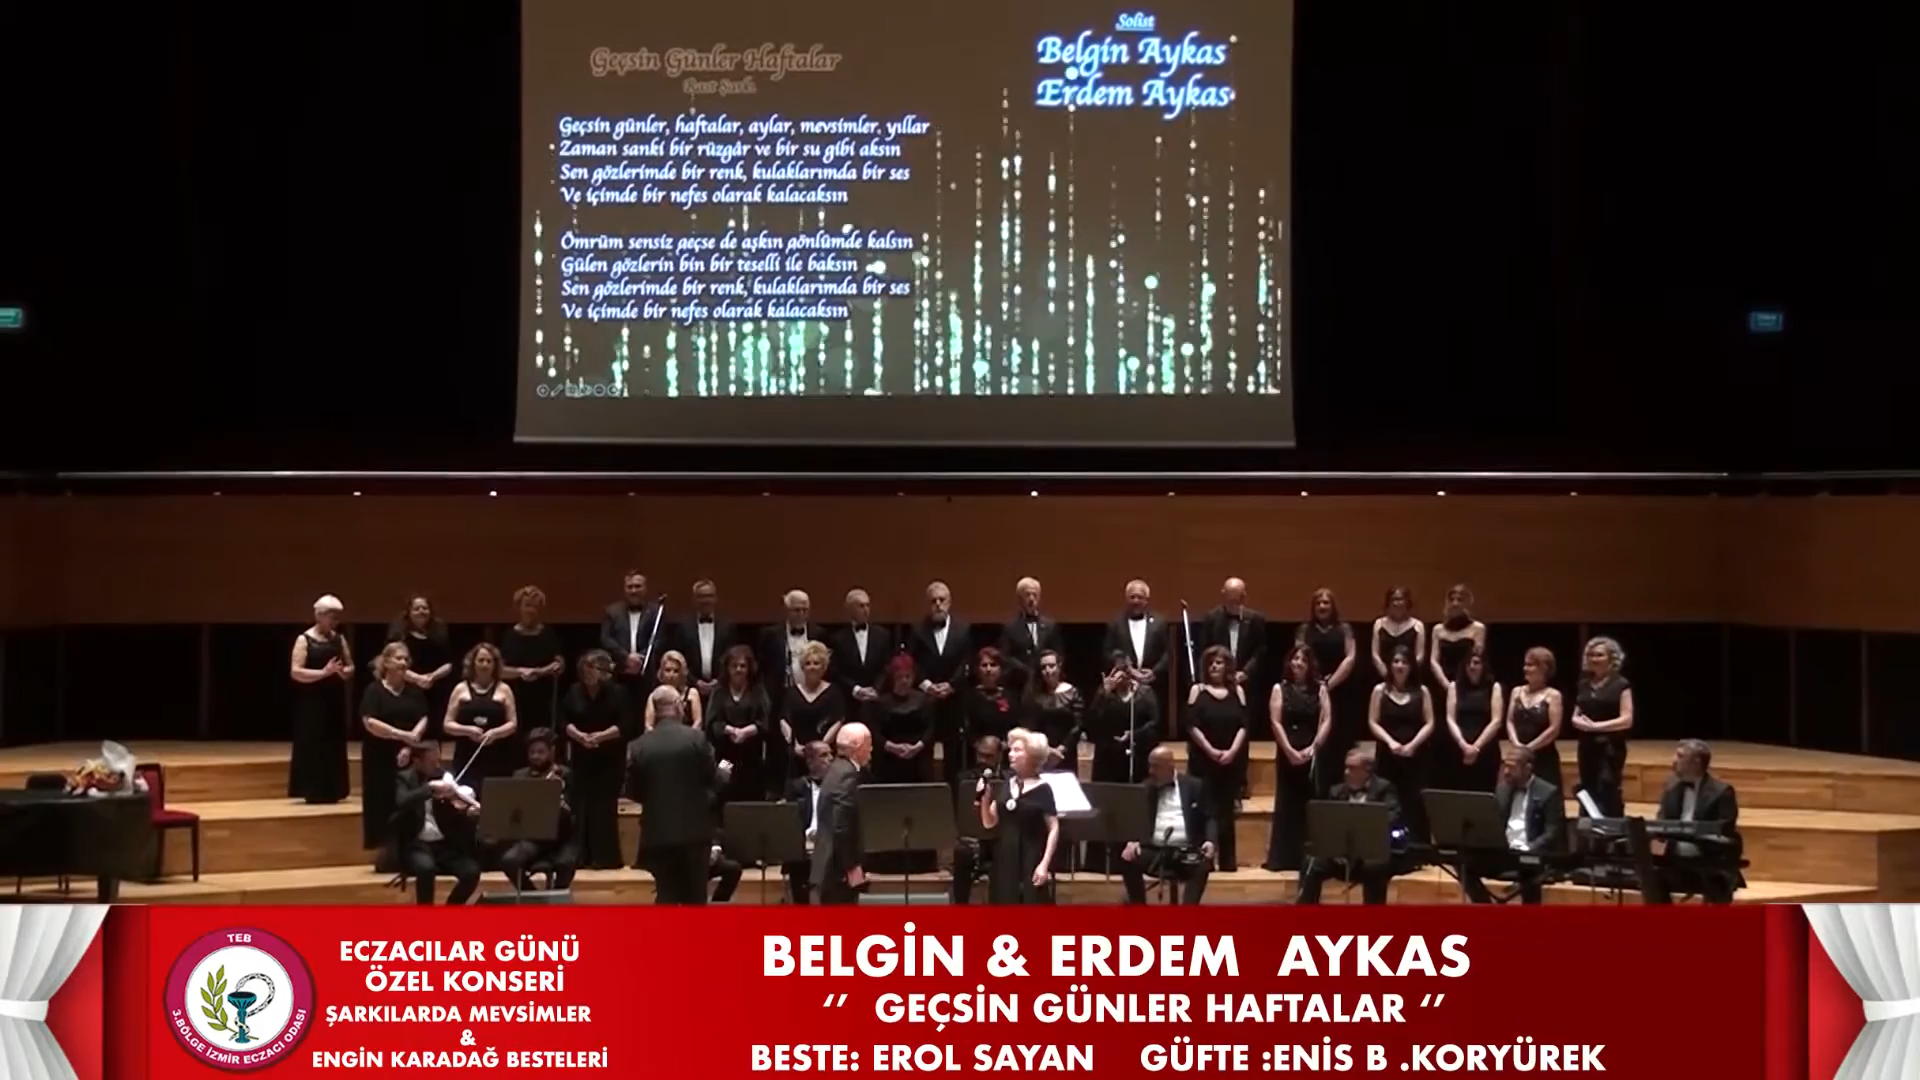 Solist
Belgin Aykas
Erdem Aykas
Geçsin Günler Haftalar
Rast Şarkı
Geçsin günler, haftalar, aylar, mevsimler, yıllar
Zaman sanki bir rüzgâr ve bir su gibi aksın
Sen gözlerimde bir renk, kulaklarımda bir ses
Ve içimde bir nefes olarak kalacaksın
Ömrüm sensiz geçse de aşkın gönlümde kalsın
Gülen gözlerin bin bir teselli ile baksın
Sen gözlerimde bir renk, kulaklarımda bir ses
Ve içimde bir nefes olarak kalacaksın
TEB
3.BÖLGE İZMİR ECZACI ODASI
ECZACILAR GÜNÜ
ÖZEL KONSERİ
ŞARKILARDA MEVSİMLER
&
ENGİN KARADAĞ BESTELERİ
BELGİN & ERDEM AYKAS
‘’ GEÇSİN GÜNLER HAFTALAR ‘’
BESTE: EROL SAYAN GÜFTE :ENİS B .KORYÜREK